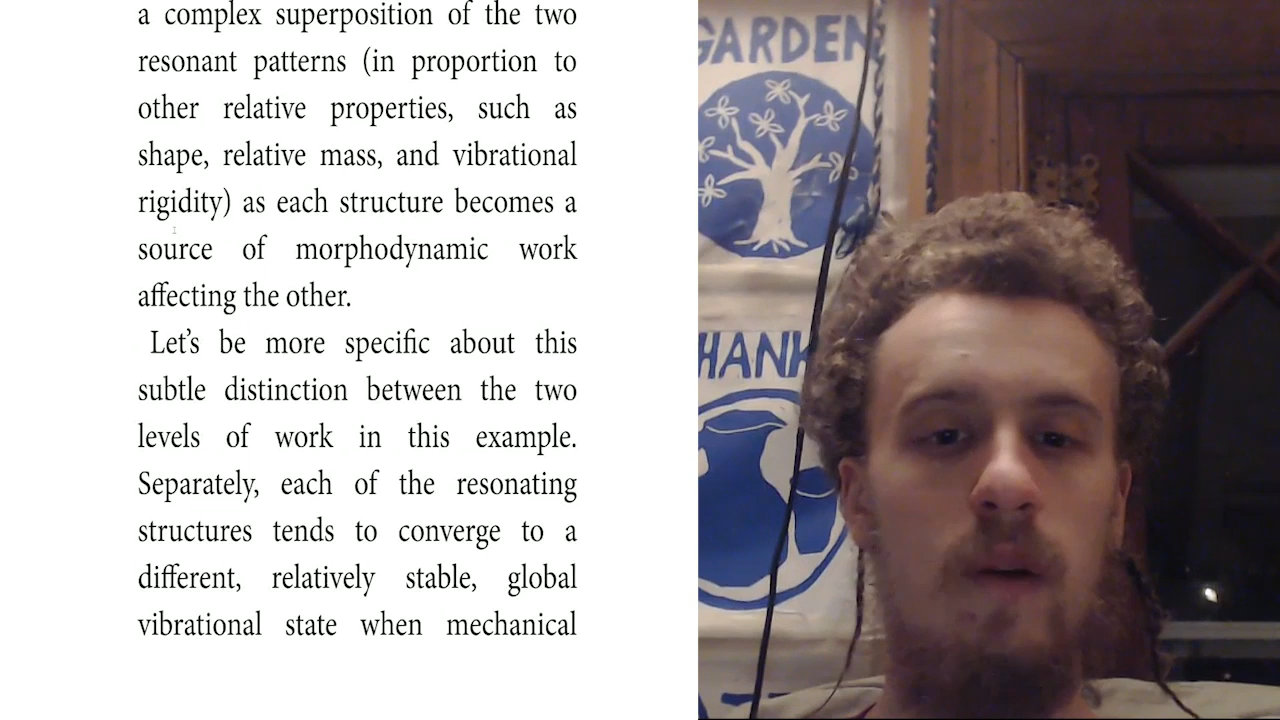 a complex superposition of the two
resonant patterns (in proportion to
other relative properties, such as
shape, relative mass, and vibrational
rigidity) as each structure becomes a
source of morphodynamic work
affecting the other.
Let’s be more specific about this
subtle distinction between the two
levels of work in this example.
Separately, each of the resonating
structures tends to converge to a
different, relatively stable, global
vibrational state when mechanical
GARDEN
HANK